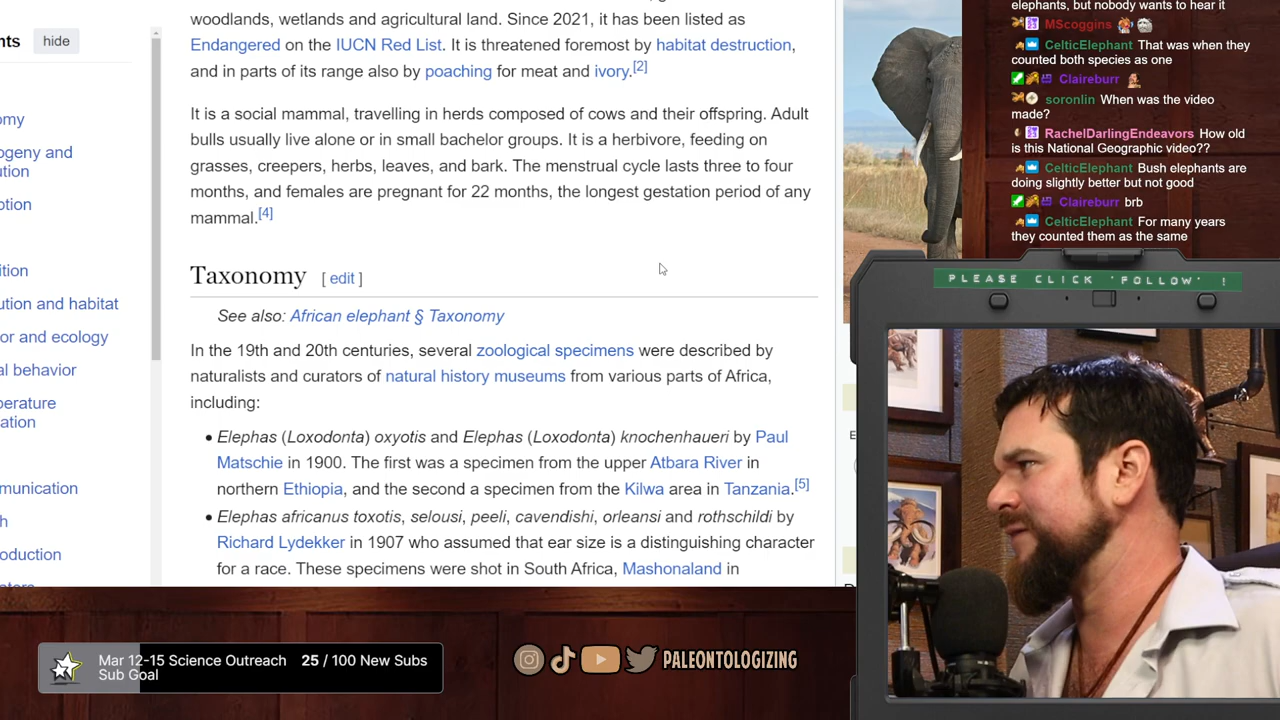 woodlands, wetlands and agricultural land. Since 2021, it has been listed as
Endangered on the IUCN Red List. It is threatened foremost by habitat destruction,
and in parts of its range also by poaching for meat and ivory.[2]
It is a social mammal, travelling in herds composed of cows and their offspring. Adult
bulls usually live alone or in small bachelor groups. It is a herbivore, feeding on
grasses, creepers, herbs, leaves, and bark. The menstrual cycle lasts three to four
months, and females are pregnant for 22 months, the longest gestation period of any
mammal.[4]
Taxonomy [ edit ]
See also: African elephant § Taxonomy
In the 19th and 20th centuries, several zoological specimens were described by
naturalists and curators of natural history museums from various parts of Africa,
including:
• Elephas (Loxodonta) oxyotis and Elephas (Loxodonta) knochenhaueri by Paul
Matschie in 1900. The first was a specimen from the upper Atbara River in
northern Ethiopia, and the second a specimen from the Kilwa area in Tanzania.[5]
• Elephas africanus toxotis, selousi, peeli, cavendishi, orleansi and rothschildi by
Richard Lydekker in 1907 who assumed that ear size is a distinguishing character
for a race. These specimens were shot in South Africa, Mashonaland in
nts hide
omy
ogeny and
ution
ption
ition
ution and habitat
or and ecology
al behavior
perature
ation
munication
h
oduction
elephants, but nobody wants to hear it
MScoggins
CelticElephant That was when they
counted both species as one
Claireburr
soronlin When was the video
made?
RachelDarlingEndeavors How old
is this National Geographic video??
CelticElephant Bush elephants are
doing slightly better but not good
Claireburr brb
CelticElephant For many years
they counted them as the same
PLEASE CLICK 'FOLLOW' !
Mar 12-15 Science Outreach 25 / 100 New Subs
Sub Goal
PALEONTOLOGIZING